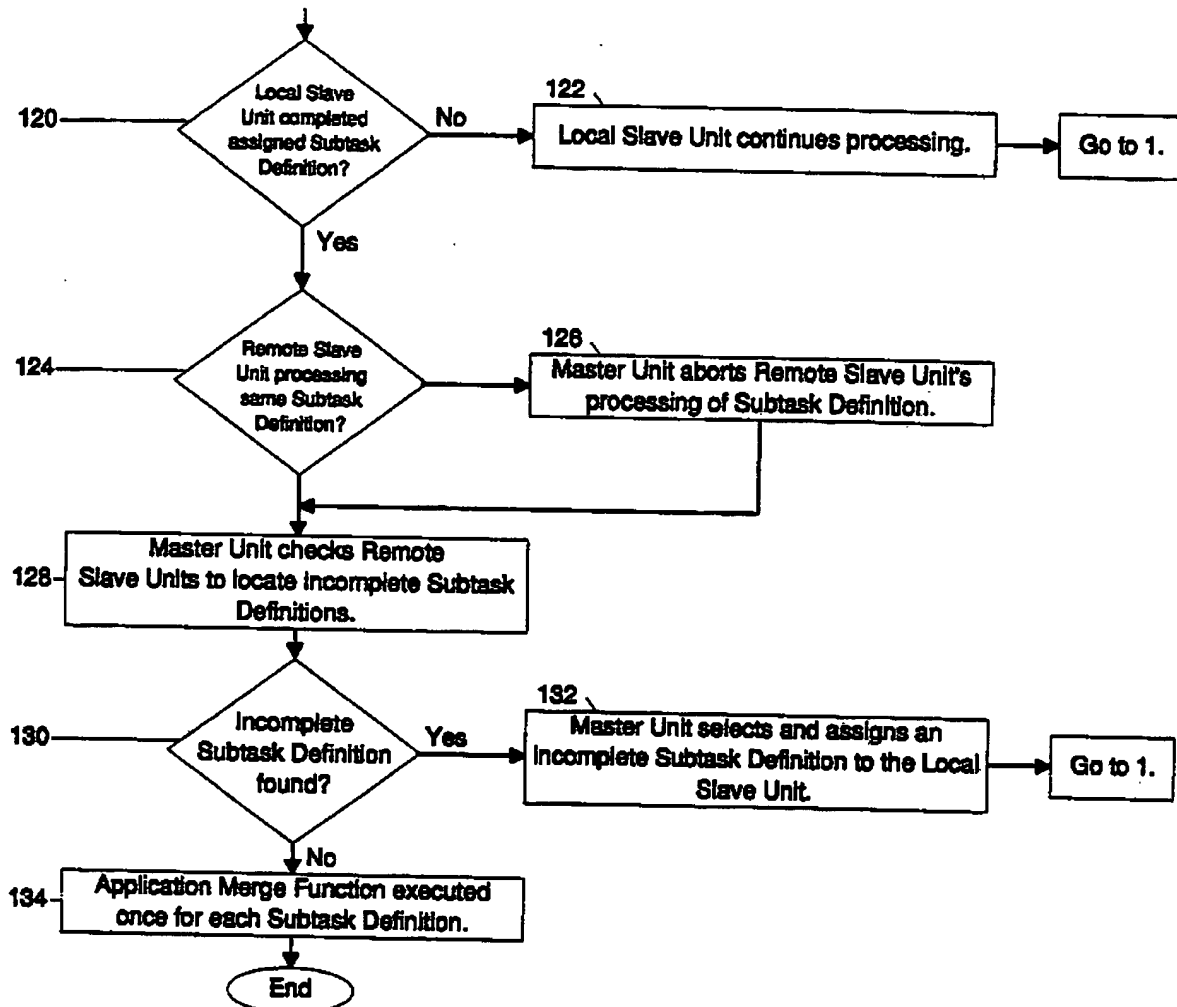 120
Local Slave
Unit completed
assigned Subtask
Definition?
No
122
Local Slave Unit continues processing.
Go to 1.
Yes
124
Remote Slave
Unit processing
same Subtask
Definition?
126
Master Unit aborts Remote Slave Unit's
processing of Subtask Definition.
128
Master Unit checks Remote
Slave Units to locate Incomplete Subtask
Definitions.
130
Incomplete
Subtask Definition
found?
Yes
132
Master Unit selects and assigns an
Incomplete Subtask Definition to the Local
Slave Unit.
Go to 1.
No
134
Application Merge Function executed
once for each Subtask Definition.
End